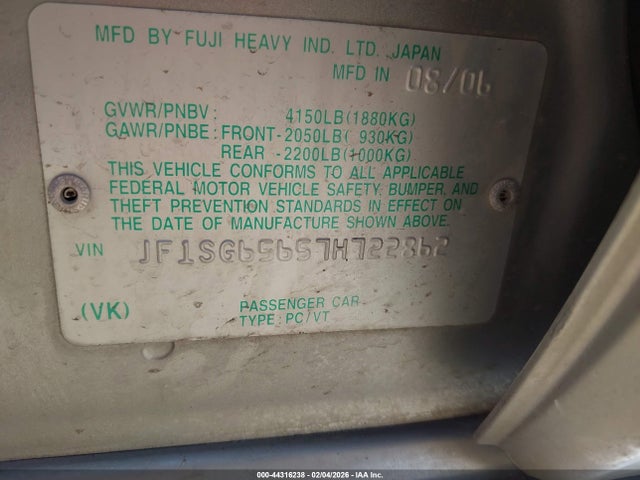 MFD BY FUJI HEAVY IND. LTD. JAPAN
MFD IN 08/06
GVWR/PNBV : 4150LB(1880KG)
GAWR/PNBE : FRONT-2050LB( 930KG)
REAR -2200LB(1000KG)
THIS VEHICLE CONFORMS TO ALL APPLICABLE
FEDERAL MOTOR VEHICLE SAFETY, BUMPER, AND
THEFT PREVENTION STANDARDS IN EFFECT ON
THE DATE OF MANUFACTURE SHOWN ABOVE.
VIN JF1SG65657H722862
(VK) PASSENGER CAR
TYPE : PC/VT
000-44316238 - 02/04/2026 - © IAA Inc.